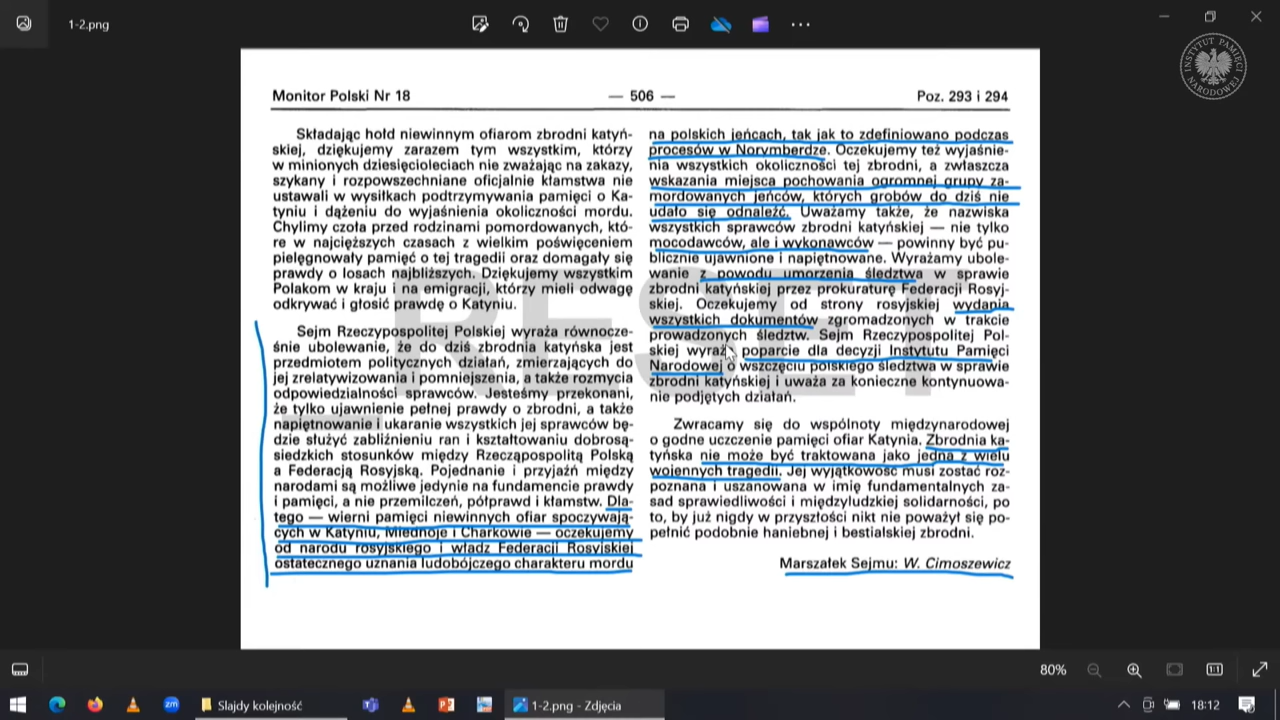 1-2.png
INSTYTUT PAMIĘCI NARODOWEJ
Monitor Polski Nr 18
— 506 —
Poz. 293 i 294
Składając hołd niewinnym ofiarom zbrodni katyń-
skiej, dziękujemy zarazem tym wszystkim, którzy
w minionych dziesięcioleciach nie zważając na zakazy,
szykany i rozpowszechniane oficjalnie kłamstwa nie
ustawali w wysiłkach podtrzymywania pamięci o Ka-
tyniu i dążeniu do wyjaśnienia okoliczności mordu.
Chylimy czoła przed rodzinami pomordowanych, któ-
re w najcięższych czasach z wielkim poświęceniem
pielęgnowały pamięć o tej tragedii oraz domagały się
prawdy o losach najbliższych. Dziękujemy wszystkim
Polakom w kraju i na emigracji, którzy mieli odwagę
odkrywać i głosić prawdę o Katyniu.
Sejm Rzeczypospolitej Polskiej wyraża równocze-
śnie ubolewanie, że do dziś zbrodnia katyńska jest
przedmiotem politycznych działań, zmierzających do
jej zrelatywizowania i pomniejszenia, a także rozmycia
odpowiedzialności sprawców. Jesteśmy przekonani,
że tylko ujawnienie pełnej prawdy o zbrodni, a także
napiętnowanie i ukaranie wszystkich jej sprawców bę-
dzie służyć zabliźnieniu ran i kształtowaniu dobrosą-
siedzkich stosunków między Rzecząpospolitą Polską
a Federacją Rosyjską. Pojednanie i przyjaźń między
narodami są możliwe jedynie na fundamencie prawdy
i pamięci, a nie przemilczeń, półprawd i kłamstw. Dla-
tego — wierni pamięci niewinnych ofiar spoczywają-
cych w Katyniu, Miednoje i Charkowie — oczekujemy
od narodu rosyjskiego i władz Federacji Rosyjskiej
ostatecznego uznania ludobójczego charakteru mordu
na polskich jeńcach, tak jak to zdefiniowano podczas
procesów w Norymberdze. Oczekujemy też wyjaśnie-
nia wszystkich okoliczności tej zbrodni, a zwłaszcza
wskazania miejsca pochowania ogromnej grupy za-
mordowanych jeńców, których grobów do dziś nie
udało się odnaleźć. Uważamy także, że nazwiska
wszystkich sprawców zbrodni katyńskiej — nie tylko
mocodawców, ale i wykonawców — powinny być pu-
blicznie ujawnione i napiętnowane. Wyrażamy ubole-
wanie z powodu umorzenia śledztwa w sprawie
zbrodni katyńskiej przez prokuraturę Federacji Rosyj-
skiej. Oczekujemy od strony rosyjskiej wydania
wszystkich dokumentów zgromadzonych w trakcie
prowadzonych śledztw. Sejm Rzeczypospolitej Pol-
skiej wyraża poparcie dla decyzji Instytutu Pamięci
Narodowej o wszczęciu polskiego śledztwa w sprawie
zbrodni katyńskiej i uważa za konieczne kontynuowa-
nie podjętych działań.
Zwracamy się do wspólnoty międzynarodowej
o godne uczczenie pamięci ofiar Katynia. Zbrodnia ka-
tyńska nie może być traktowana jako jedna z wielu
wojennych tragedii. Jej wyjątkowość musi zostać roz-
poznana i uszanowana w imię fundamentalnych za-
sad sprawiedliwości i międzyludzkiej solidarności, po
to, by już nigdy w przyszłości nikt nie poważył się po-
pełnić podobnie haniebnej i bestialskiej zbrodni.
Marszałek Sejmu: W. Cimoszewicz
_RESET
80%
1:1
zm
Slajdy kolejność
1-2.png - Zdjęcia
18:12